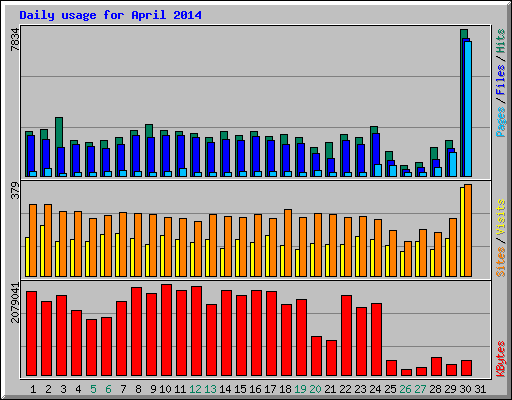 Daily usage for April 2014
7834
Pages / Files / Hits
379
Sites / Visits
2079041
KBytes
1 2 3 4 5 6 7 8 9 10 11 12 13 14 15 16 17 18 19 20 21 22 23 24 25 26 27 28 29 30 31